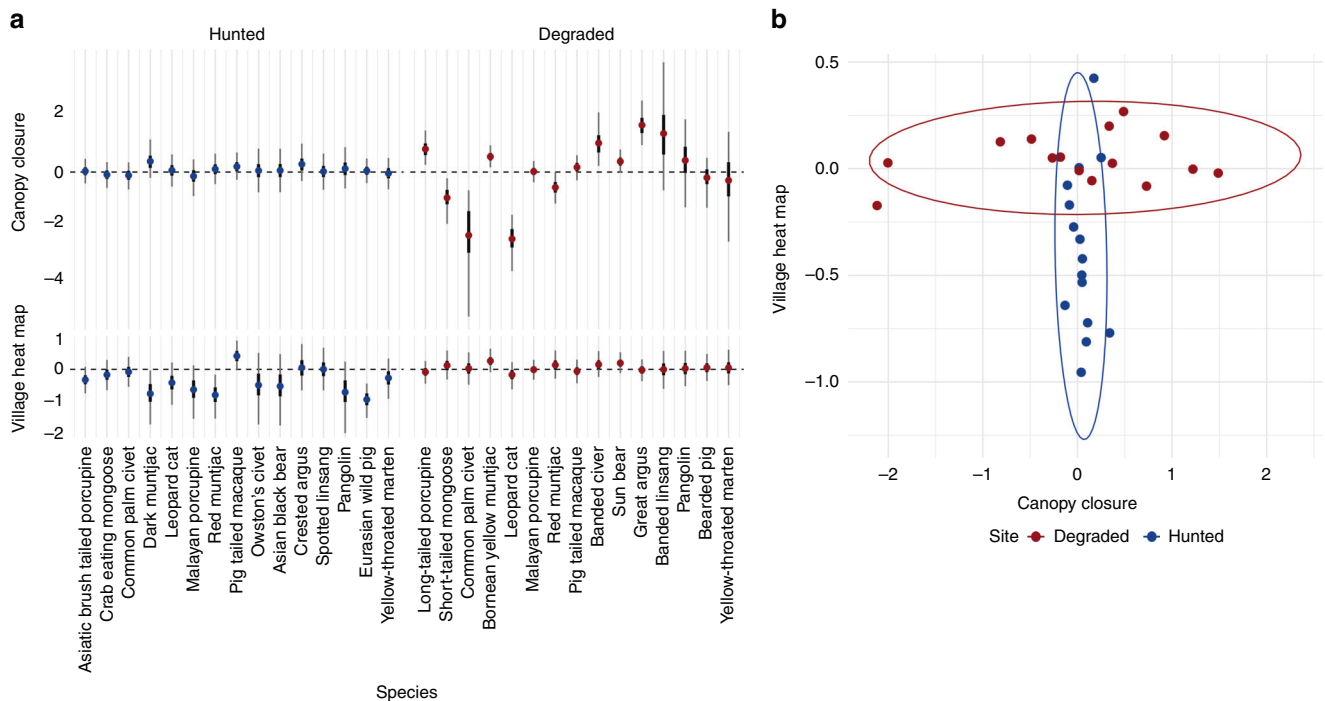 a
Hunted
Degraded
Canopy closure
2
0
−2
−4
Village heat map
1
0
−1
−2
Asiatic brush tailed porcupine
Crab eating mongoose
Common palm civet
Dark muntjac
Leopard cat
Malayan porcupine
Red muntjac
Pig tailed macaque
Owston's civet
Asian black bear
Crested argus
Spotted linsang
Pangolin
Eurasian wild pig
Yellow-throated marten
Long-tailed porcupine
Short-tailed mongoose
Common palm civet
Bornean yellow muntjac
Leopard cat
Malayan porcupine
Red muntjac
Pig tailed macaque
Banded civer
Sun bear
Great argus
Banded linsang
Pangolin
Bearded pig
Yellow-throated marten
Species
b
Village heat map
0.5
0.0
−0.5
−1.0
−2
−1
0
1
2
Canopy closure
Site Degraded Hunted